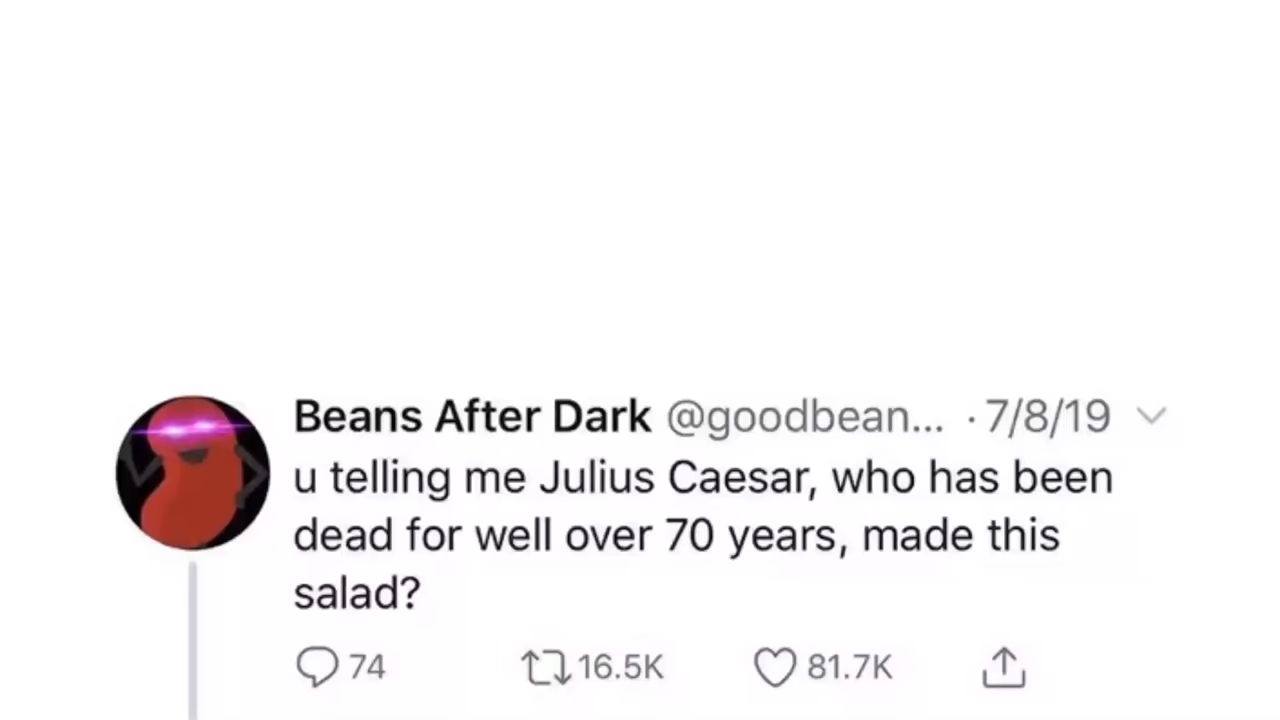 Beans After Dark @goodbean... · 7/8/19
u telling me Julius Caesar, who has been
dead for well over 70 years, made this
salad?
74 16.5K 81.7K